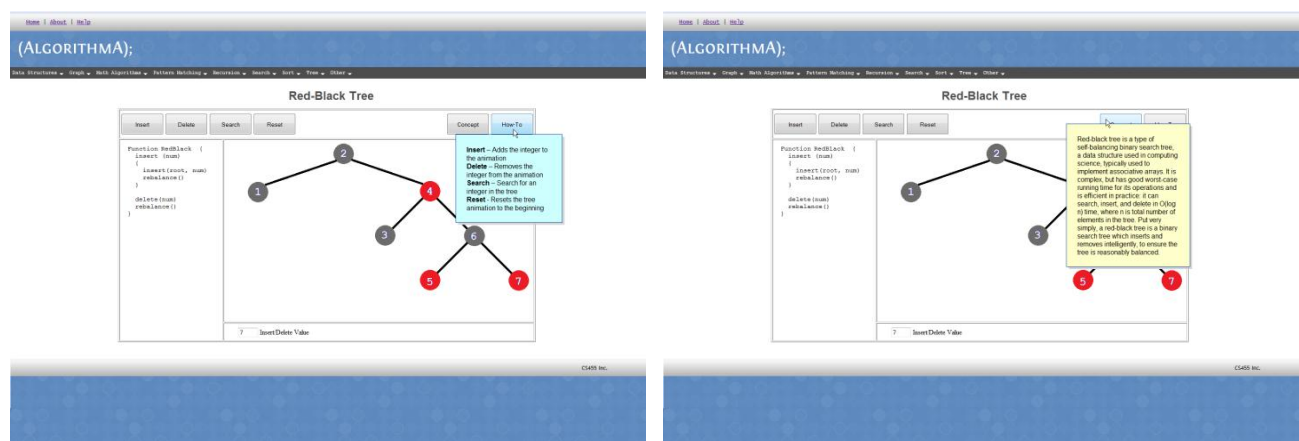 Home | About | Help
(ALGORITHMA);
Data Structures Graph Math Algorithms Pattern Matching Recursion Search Sort Tree Other
Red-Black Tree
Insert Delete Search Reset Concept How-To
Function RedBlack (
insert (num)
{
insert(root, num)
rebalance()
}
delete(num)
rebalance()
}
2
1
4
3
6
5
7
Insert – Adds the integer to
the animation
Delete – Removes the
integer from the animation
Search – Search for an
integer in the tree
Reset - Resets the tree
animation to the beginning
7 Insert/Delete Value
CS455 Inc.
Home | About | Help
(ALGORITHMA);
Data Structures Graph Math Algorithms Pattern Matching Recursion Search Sort Tree Other
Red-Black Tree
Insert Delete Search Reset
Function RedBlack (
insert (num)
{
insert(root, num)
rebalance()
}
delete(num)
rebalance()
}
2
1
3
5
7
Red-black tree is a type of
self-balancing binary search tree,
a data structure used in computing
science, typically used to
implement associative arrays. It is
complex, but has good worst-case
running time for its operations and
is efficient in practice: it can
search, insert, and delete in O(log
n) time, where n is total number of
elements in the tree. Put very
simply, a red-black tree is a binary
search tree which inserts and
removes intelligently, to ensure the
tree is reasonably balanced.
7 Insert/Delete Value
CS455 Inc.